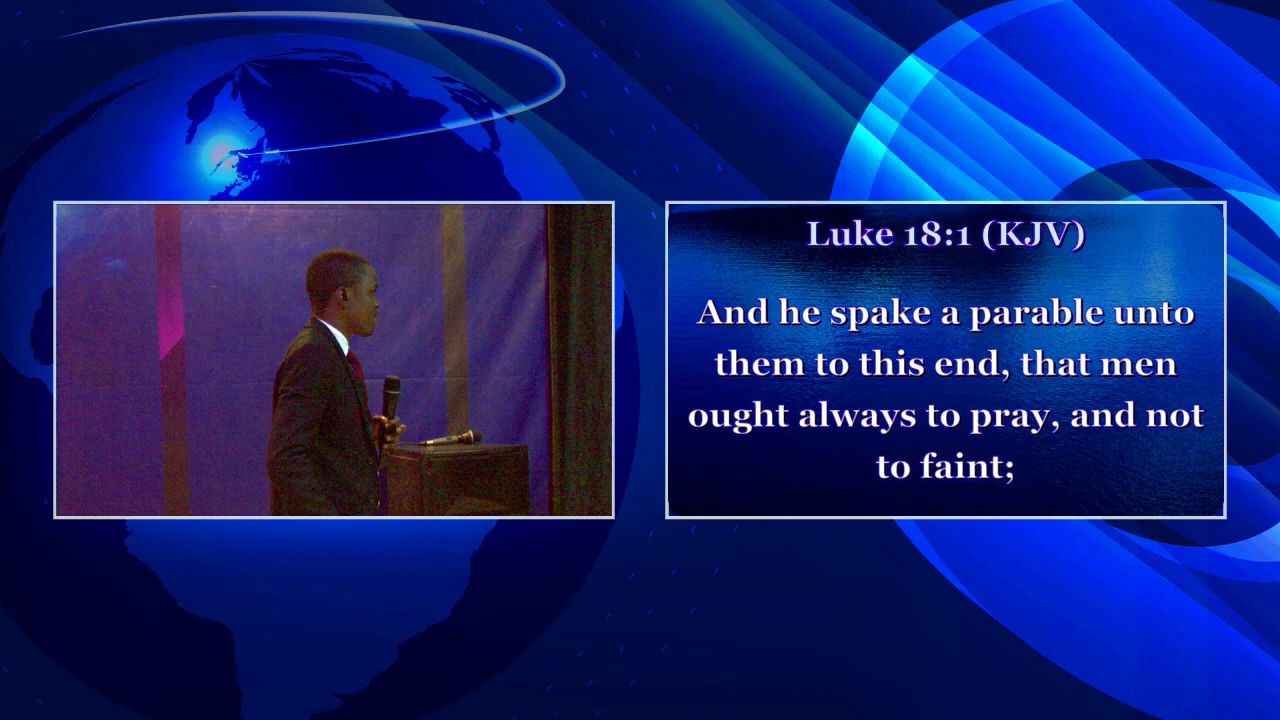 Luke 18:1 (KJV)
And he spake a parable unto
them to this end, that men
ought always to pray, and not
to faint;